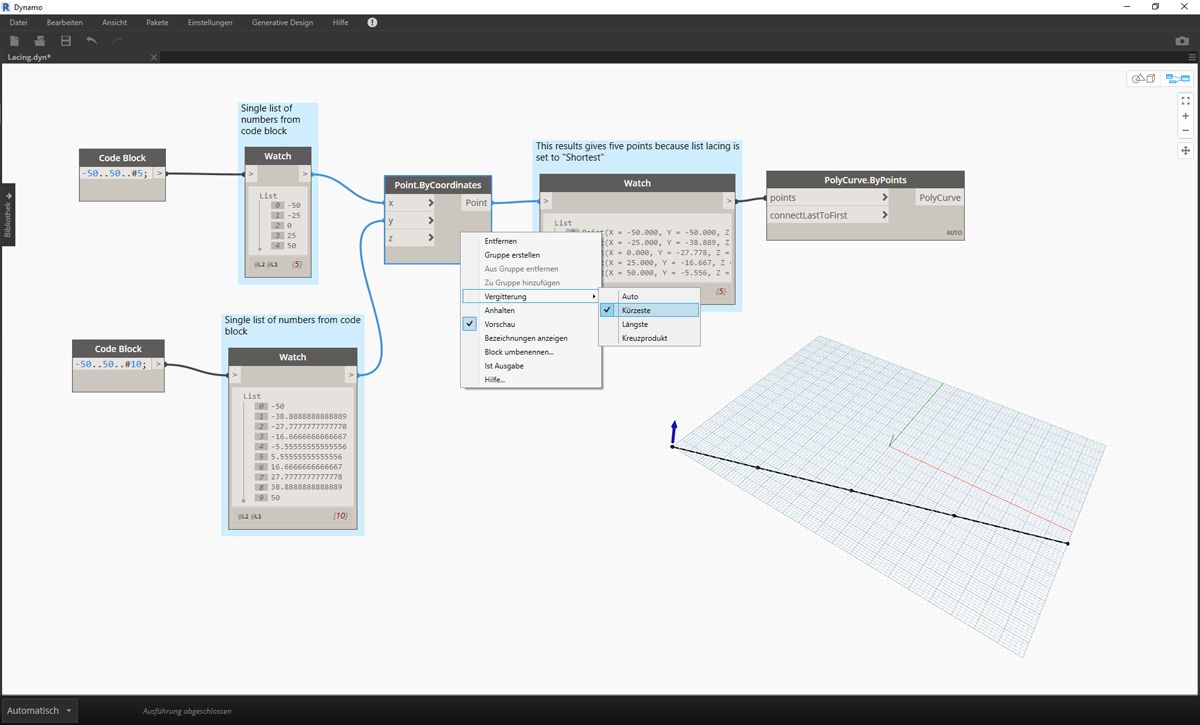 Dynamo
Datei Bearbeiten Ansicht Pakete Einstellungen Generative Design Hilfe
Lacing.dyn*
Bibliothek
Code Block
-50..50..#5; >
Single list of
numbers from
code block
Watch
> >
List
0 -50
1 -25
2 0
3 25
4 50
@L2 @L1 {5}
Code Block
-50..50..#10; >
Single list of numbers from code
block
Watch
> >
List
0 -50
1 -38.8888888888889
2 -27.7777777777778
3 -16.6666666666667
4 -5.55555555555556
5 5.55555555555556
6 16.6666666666667
7 27.7777777777778
8 38.8888888888889
9 50
@L2 @L1 {10}
Point.ByCoordinates
x > Point
y >
z >
This results gives five points because list lacing is
set to "Shortest"
Watch
> >
List
0 Point(X = -50.000, Y = -50.000, Z
(X = -25.000, Y = -38.889, Z =
(X = 0.000, Y = -27.778, Z =
(X = 25.000, Y = -16.667, Z =
(X = 50.000, Y = -5.556, Z =
{5}
PolyCurve.ByPoints
points > PolyCurve
connectLastToFirst >
AUTO
Entfernen
Gruppe erstellen
Aus Gruppe entfernen
Zu Gruppe hinzufügen
Vergitterung
Anhalten
Vorschau
Bezeichnungen anzeigen
Block umbenennen...
Ist Ausgabe
Hilfe...
Auto
Kürzeste
Längste
Kreuzprodukt
Automatisch
Ausführung abgeschlossen